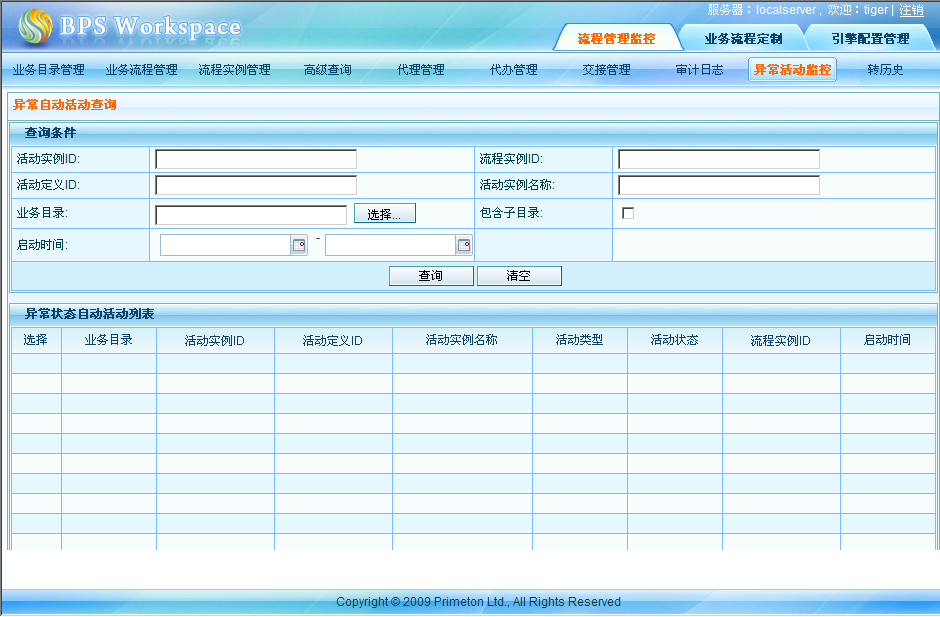 服务器：localserver , 欢迎：tiger | 注销
BPS Workspace
流程管理监控 业务流程定制 引擎配置管理
业务目录管理 业务流程管理 流程实例管理 高级查询 代理管理 代办管理 交接管理 审计日志 异常活动监控 转历史
异常自动活动查询
查询条件
活动实例ID: 流程实例ID:
活动定义ID: 活动实例名称:
业务目录: 选择... 包含子目录:
启动时间: -
查询 清空
异常状态自动活动列表
选择 业务目录 活动实例ID 活动定义ID 活动实例名称 活动类型 活动状态 流程实例ID 启动时间
Copyright © 2009 Primeton Ltd., All Rights Reserved